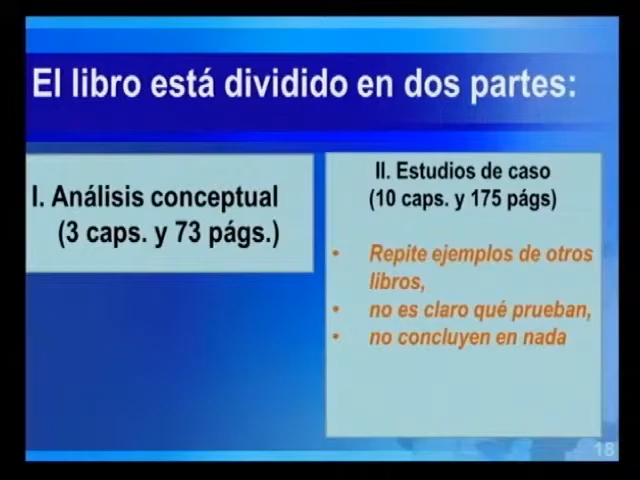 El libro está dividido en dos partes:
I. Análisis conceptual
(3 caps. y 73 págs.)
II. Estudios de caso
(10 caps. y 175 págs)
• Repite ejemplos de otros
libros,
• no es claro qué prueban,
• no concluyen en nada
18